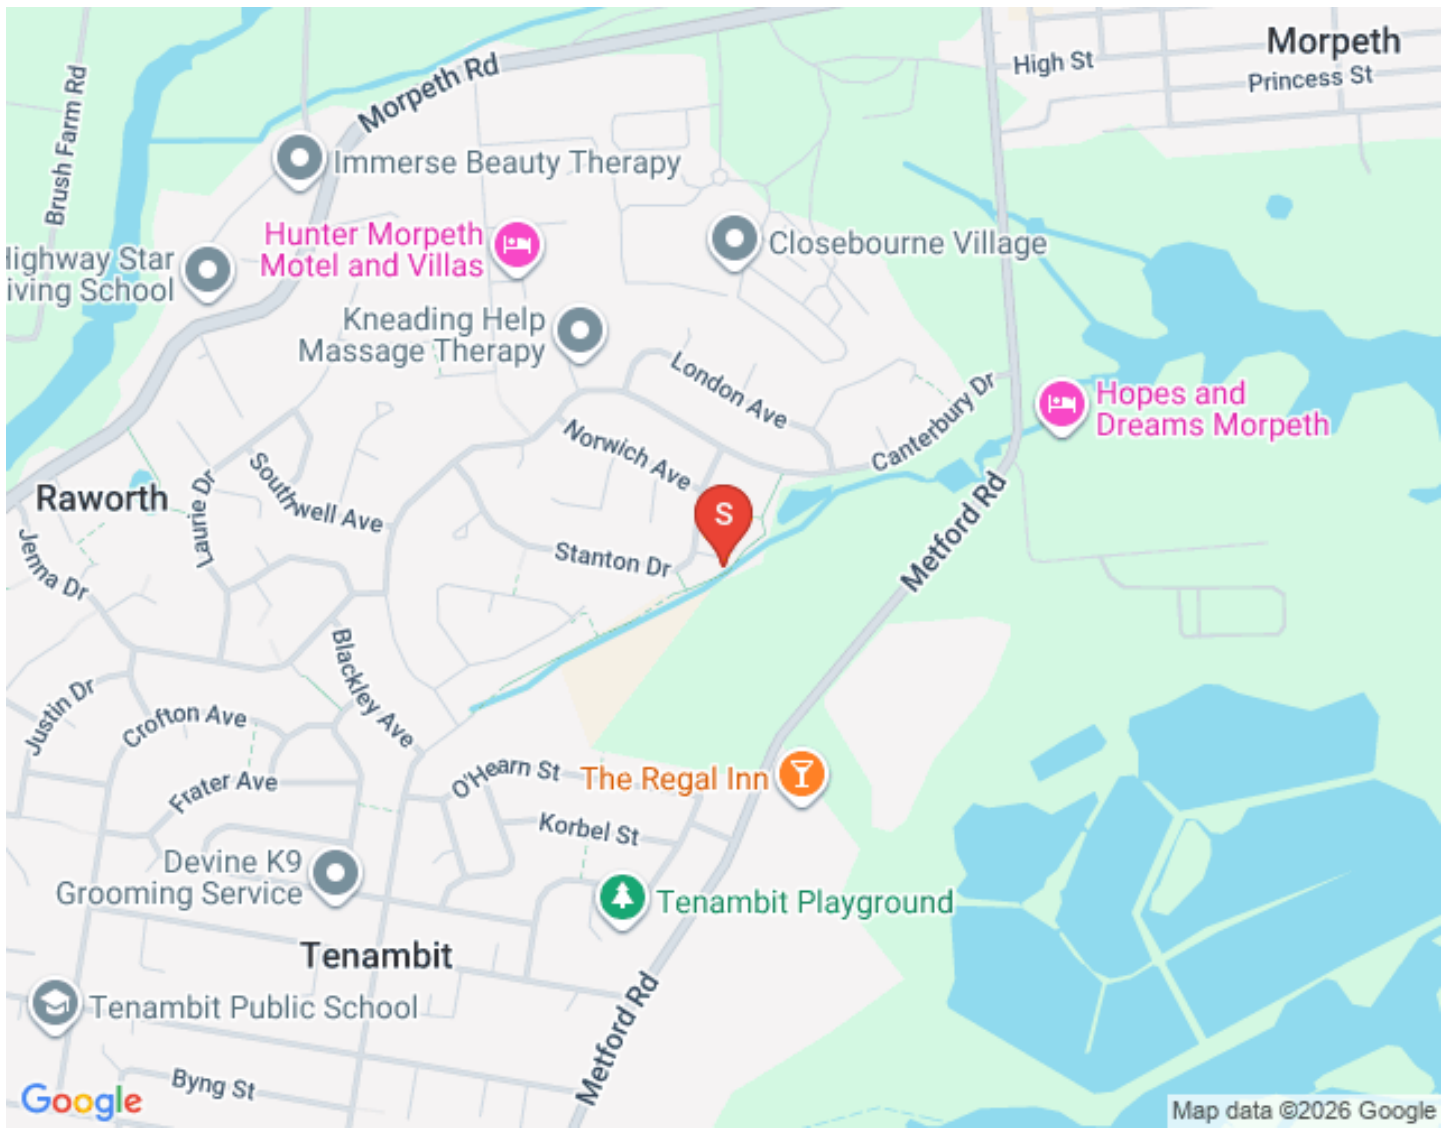 Morpeth
High St
Princess St
Morpeth Rd
Brush Farm Rd
Immerse Beauty Therapy
Hunter Morpeth
Motel and Villas
Closebourne Village
Highway Star
iving School
Kneading Help
Massage Therapy
London Ave
Canterbury Dr
Hopes and
Dreams Morpeth
Norwich Ave
Southwell Ave
Laurie Dr
Raworth
S
Stanton Dr
Metford Rd
Jenna Dr
Blackley Ave
Justin Dr
Crofton Ave
Frater Ave
O'Hearn St
The Regal Inn
Korbel St
Devine K9
Grooming Service
Tenambit Playground
Tenambit
Tenambit Public School
Metford Rd
Byng St
Google
Map data ©2026 Google